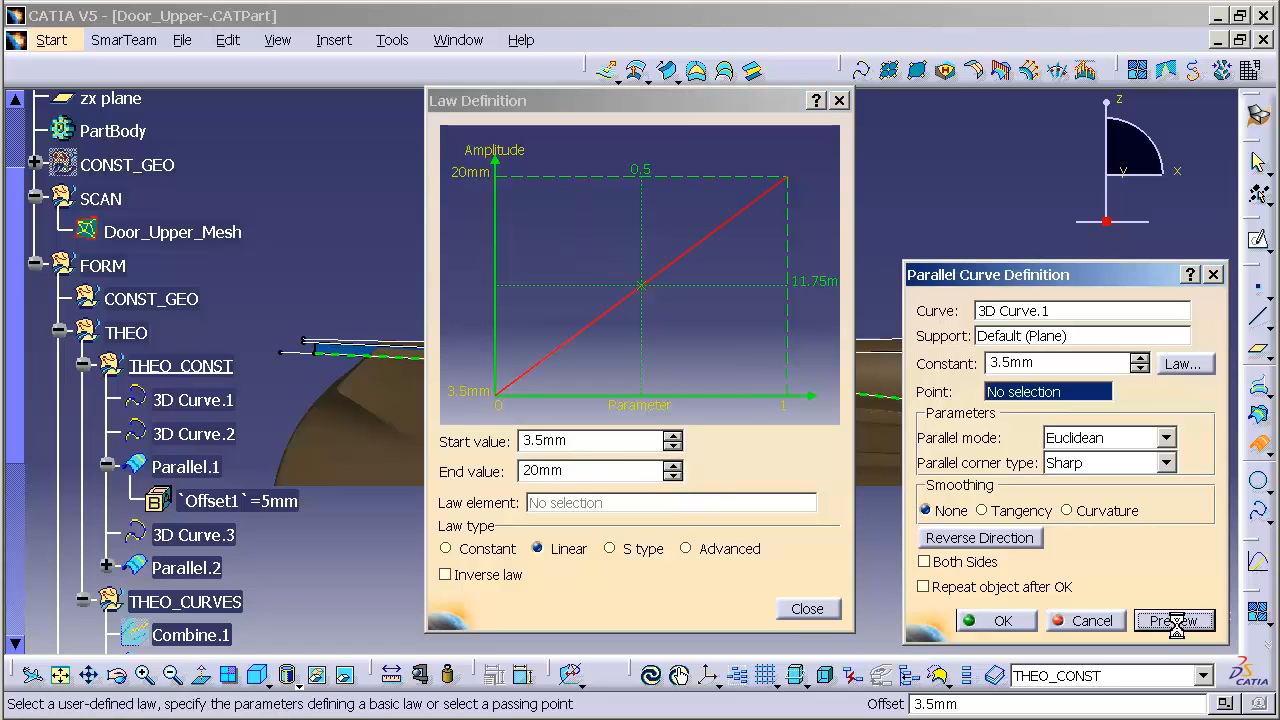 CATIA V5 - [Door_Upper-.CATPart]
Start SmarTeam File Edit View Insert Tools Window Help
zx plane
PartBody
CONST_GEO
SCAN
Door_Upper_Mesh
FORM
CONST_GEO
THEO
THEO_CONST
3D Curve.1
3D Curve.2
Parallel.1
`Offset1`=5mm
3D Curve.3
Parallel.2
THEO_CURVES
Combine.1
Law Definition
Amplitude
20mm
0.5
11.75m
3.5mm
0
Parameter
1
Start value: 3.5mm
End value: 20mm
Law element: No selection
Law type
Constant Linear S type Advanced
Inverse law
Close
z
y
x
Parallel Curve Definition
Curve: 3D Curve.1
Support: Default (Plane)
Constant: 3.5mm Law...
Point: No selection
Parameters
Parallel mode: Euclidean
Parallel corner type: Sharp
Smoothing
None Tangency Curvature
Reverse Direction
Both Sides
Repeat object after OK
OK Cancel Preview
THEO_CONST
CATIA
Select a user-defined law, specify the parameters defining a basic law or select a passing point
Offset 3.5mm